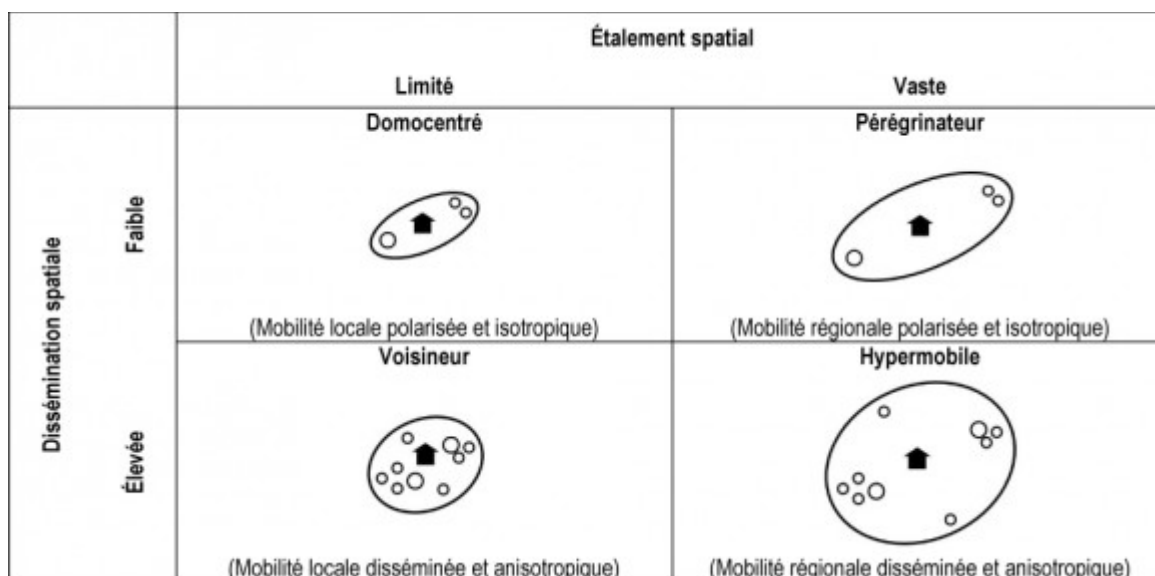 Étalement spatial
Limité Vaste
Dissémination spatiale
Faible
Domocentré Pérégrinateur
(Mobilité locale polarisée et isotropique) (Mobilité régionale polarisée et isotropique)
Élevée
Voisineur Hypermobile
(Mobilité locale disséminée et anisotropique) (Mobilité régionale disséminée et anisotropique)